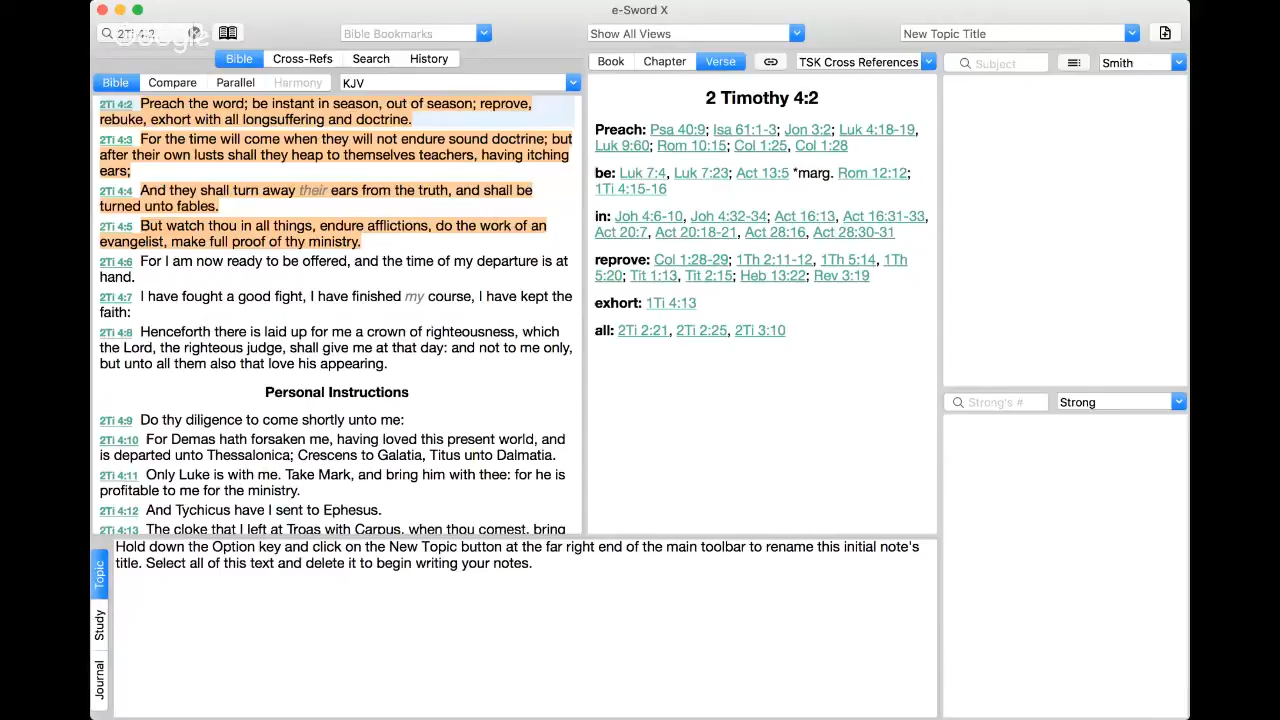 e-Sword X
2Ti 4:2
Google
Bible Bookmarks
Show All Views
New Topic Title
Bible Cross-Refs Search History
Book Chapter Verse TSK Cross References
Subject
Smith
Bible Compare Parallel Harmony KJV
2Ti 4:2 Preach the word; be instant in season, out of season; reprove,
rebuke, exhort with all longsuffering and doctrine.
2Ti 4:3 For the time will come when they will not endure sound doctrine; but
after their own lusts shall they heap to themselves teachers, having itching
ears;
2Ti 4:4 And they shall turn away their ears from the truth, and shall be
turned unto fables.
2Ti 4:5 But watch thou in all things, endure afflictions, do the work of an
evangelist, make full proof of thy ministry.
2Ti 4:6 For I am now ready to be offered, and the time of my departure is at
hand.
2Ti 4:7 I have fought a good fight, I have finished my course, I have kept the
faith:
2Ti 4:8 Henceforth there is laid up for me a crown of righteousness, which
the Lord, the righteous judge, shall give me at that day: and not to me only,
but unto all them also that love his appearing.
Personal Instructions
2Ti 4:9 Do thy diligence to come shortly unto me:
2Ti 4:10 For Demas hath forsaken me, having loved this present world, and
is departed unto Thessalonica; Crescens to Galatia, Titus unto Dalmatia.
2Ti 4:11 Only Luke is with me. Take Mark, and bring him with thee: for he is
profitable to me for the ministry.
2Ti 4:12 And Tychicus have I sent to Ephesus.
2Ti 4:13 The cloke that I left at Troas with Carpus, when thou comest, bring
2 Timothy 4:2
Preach: Psa 40:9; Isa 61:1-3; Jon 3:2; Luk 4:18-19,
Luk 9:60; Rom 10:15; Col 1:25, Col 1:28
be: Luk 7:4, Luk 7:23; Act 13:5 *marg. Rom 12:12;
1Ti 4:15-16
in: Joh 4:6-10, Joh 4:32-34; Act 16:13, Act 16:31-33,
Act 20:7, Act 20:18-21, Act 28:16, Act 28:30-31
reprove: Col 1:28-29; 1Th 2:11-12, 1Th 5:14, 1Th
5:20; Tit 1:13, Tit 2:15; Heb 13:22; Rev 3:19
exhort: 1Ti 4:13
all: 2Ti 2:21, 2Ti 2:25, 2Ti 3:10
Strong's #
Strong
Topic
Study
Journal
Hold down the Option key and click on the New Topic button at the far right end of the main toolbar to rename this initial note's
title. Select all of this text and delete it to begin writing your notes.